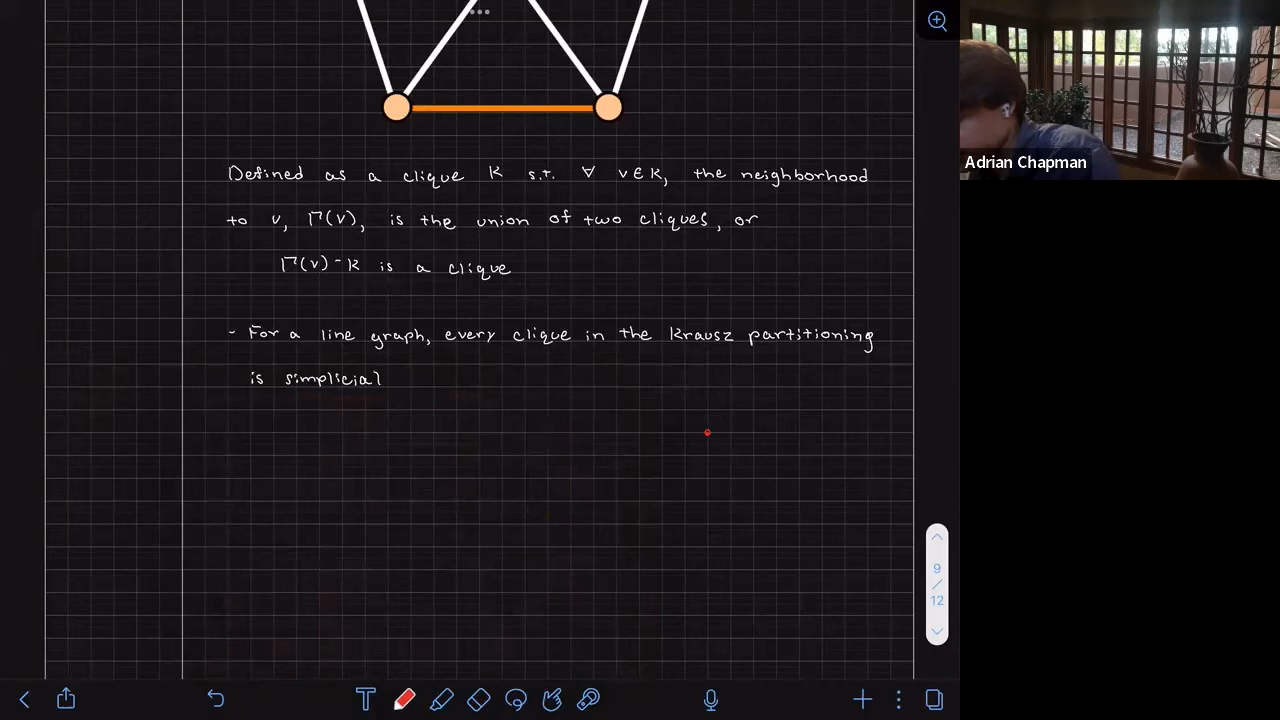 Defined as a clique K s.t. ∀ v ∈ K, the neighborhood
to v, Γ(v), is the union of two cliques, or
Γ(v) - K is a clique
- For a line graph, every clique in the Krausz partitioning
is simplicial
Adrian Chapman
9
/
12
T